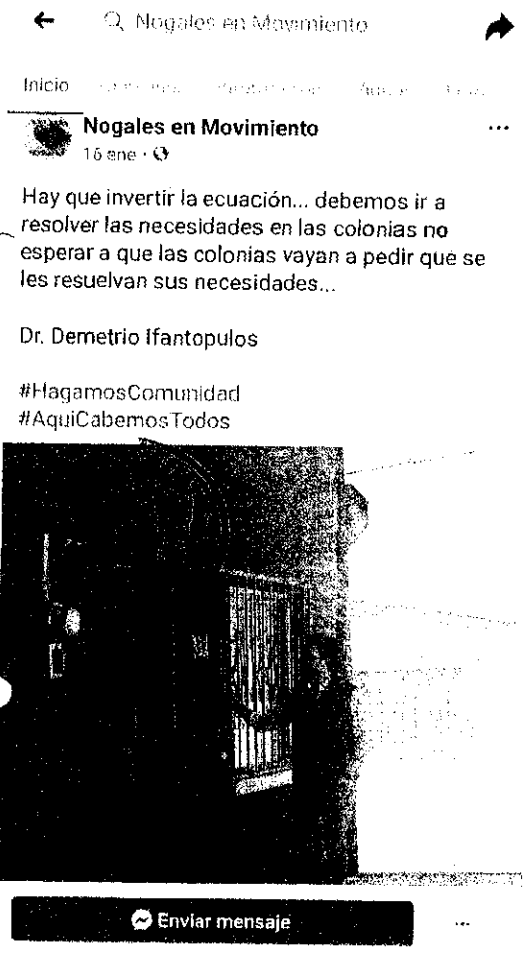 Nogales en Movimiento
Inicio
Nogales en Movimiento
16 ene
Hay que invertir la ecuación... debemos ir a
resolver las necesidades en las colonias no
esperar a que las colonias vayan a pedir que se
les resuelvan sus necesidades...
Dr. Demetrio Ifantopulos
#HagamosComunidad
#AquiCabemosTodos
Enviar mensaje